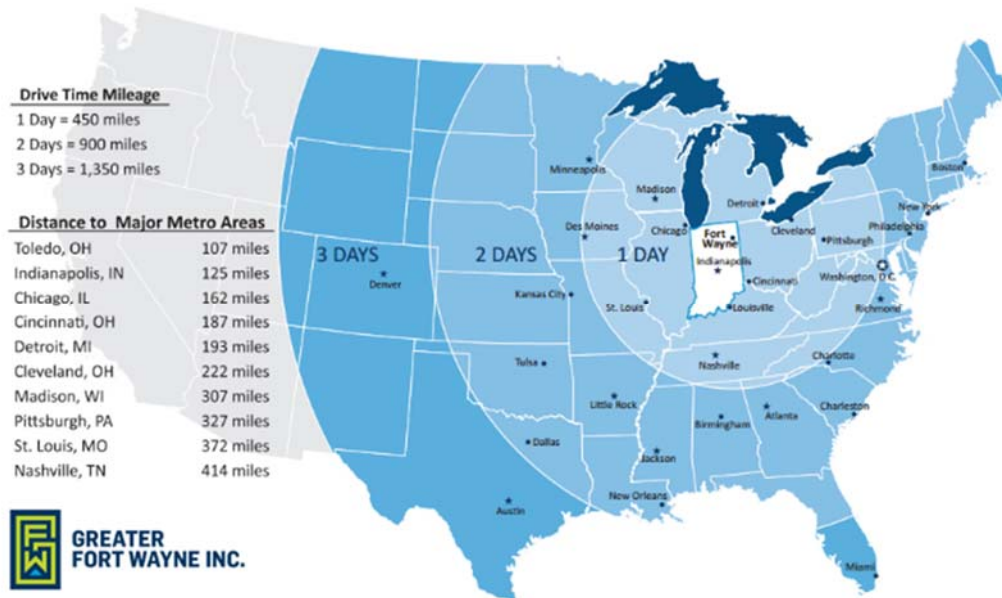 Drive Time Mileage
1 Day = 450 miles
2 Days = 900 miles
3 Days = 1,350 miles
Distance to Major Metro Areas
Toledo, OH 107 miles
Indianapolis, IN 125 miles
Chicago, IL 162 miles
Cincinnati, OH 187 miles
Detroit, MI 193 miles
Cleveland, OH 222 miles
Madison, WI 307 miles
Pittsburgh, PA 327 miles
St. Louis, MO 372 miles
Nashville, TN 414 miles
FFW
GREATER
FORT WAYNE INC.
3 DAYS
2 DAYS
1 DAY
Minneapolis
Madison
Detroit
Boston
New York
Des Moines
Chicago
Fort
Wayne
Cleveland
Philadelphia
Pittsburgh
Indianapolis
Washington, D.C.
Denver
Kansas City
St. Louis
Cincinnati
Louisville
Richmond
Tulsa
Nashville
Charlotte
Little Rock
Birmingham
Atlanta
Charleston
Dallas
Jackson
New Orleans
Austin
Miami